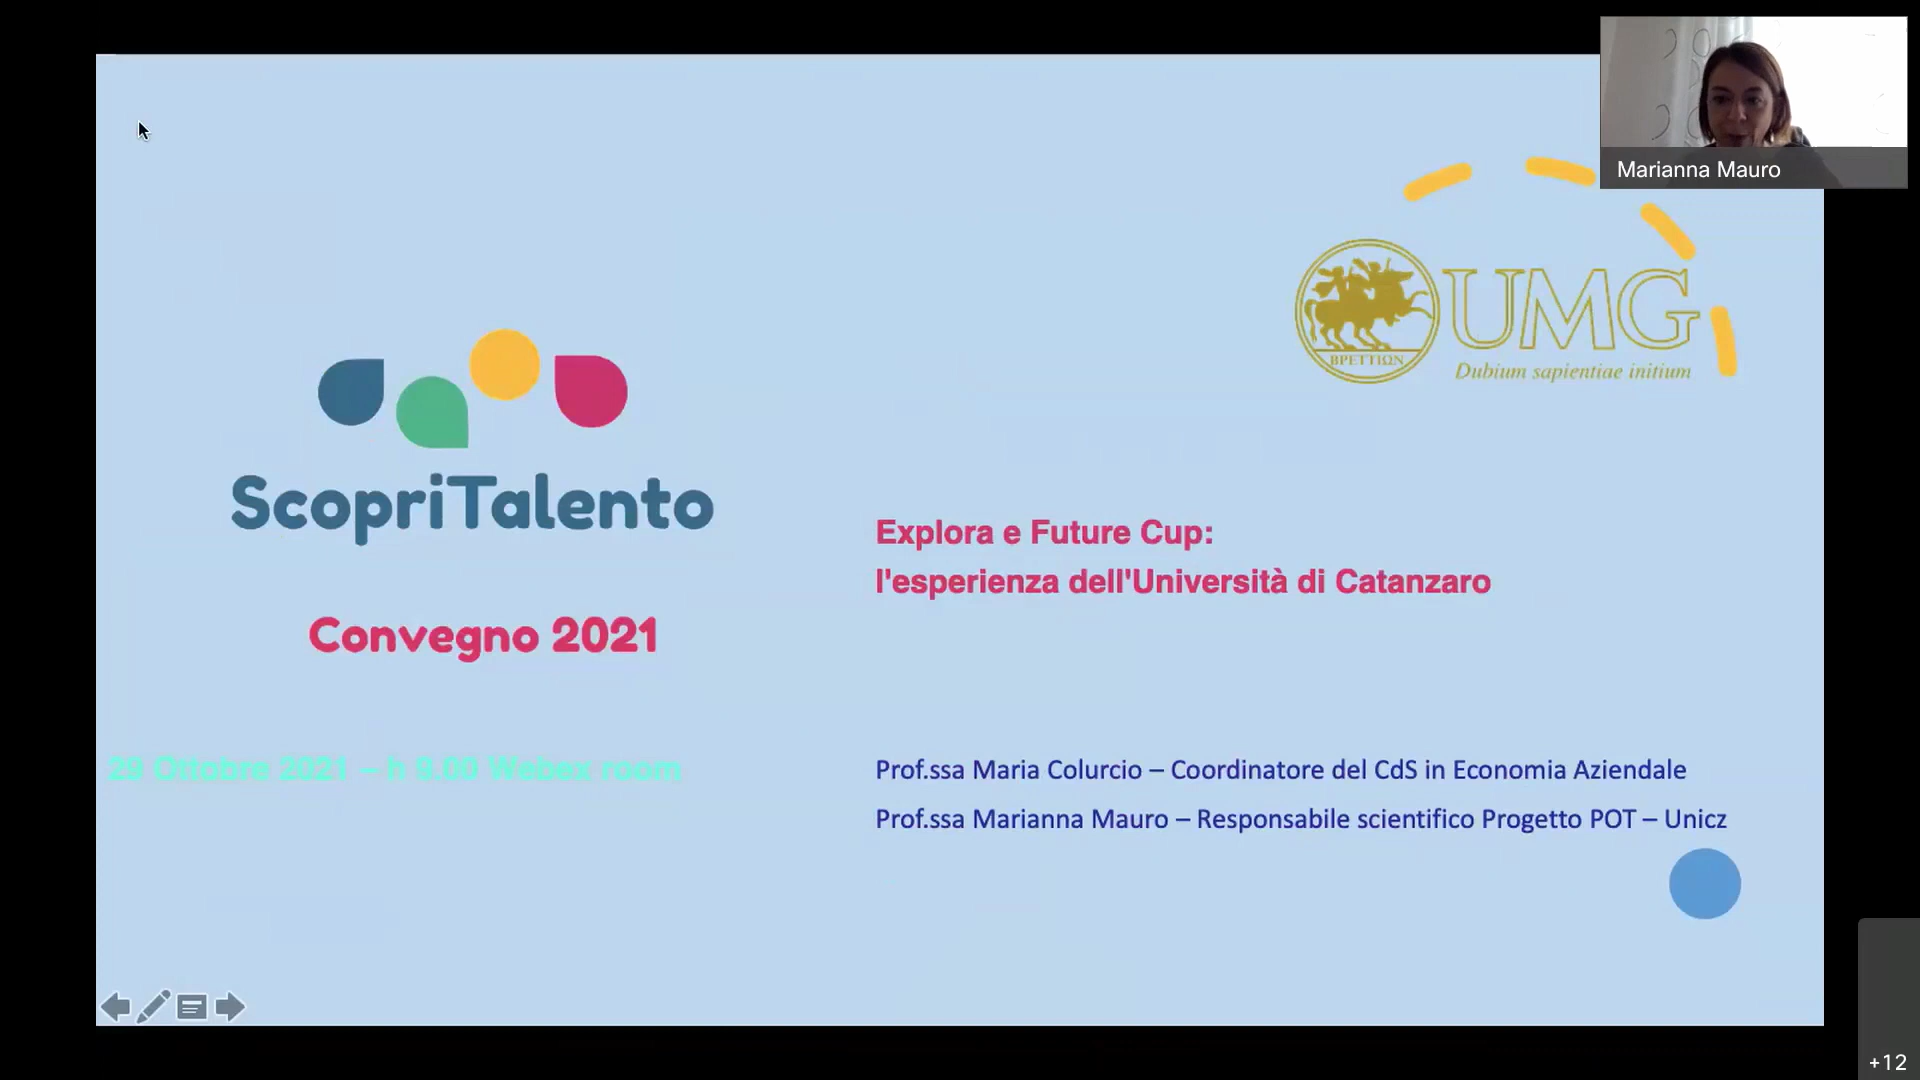 Marianna Mauro
ΒΡΕΤΤΙΩΝ
UMG
Dubium sapientiae initium
ScopriTalento
Convegno 2021
29 Ottobre 2021 – h 9.00 Webex room
Explora e Future Cup:
l'esperienza dell'Università di Catanzaro
Prof.ssa Maria Colurcio – Coordinatore del CdS in Economia Aziendale
Prof.ssa Marianna Mauro – Responsabile scientifico Progetto POT – Unicz
+12